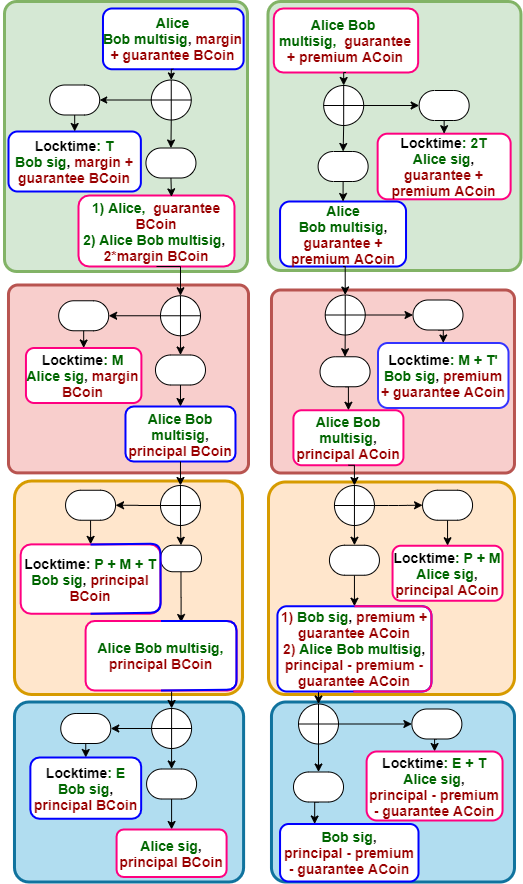 Alice
Bob multisig, margin
+ guarantee BCoin
Locktime: T
Bob sig, margin +
guarantee BCoin
1) Alice, guarantee
BCoin
2) Alice Bob multisig,
2*margin BCoin
Alice Bob
multisig, guarantee
+ premium ACoin
Locktime: 2T
Alice sig,
guarantee +
premium ACoin
Alice
Bob multisig,
guarantee +
premium ACoin
Locktime: M
Alice sig, margin
BCoin
Alice Bob
multisig,
principal BCoin
Locktime: M + T'
Bob sig, premium
+ guarantee ACoin
Alice Bob
multisig,
principal ACoin
Locktime: P + M + T
Bob sig, principal
BCoin
Alice Bob multisig,
principal BCoin
Locktime: P + M
Alice sig,
principal ACoin
1) Bob sig, premium +
guarantee ACoin
2) Alice Bob multisig,
principal - premium -
guarantee ACoin
Locktime: E
Bob sig,
principal BCoin
Alice sig,
principal BCoin
Locktime: E + T
Alice sig,
principal - premium
- guarantee ACoin
Bob sig,
principal - premium
- guarantee ACoin